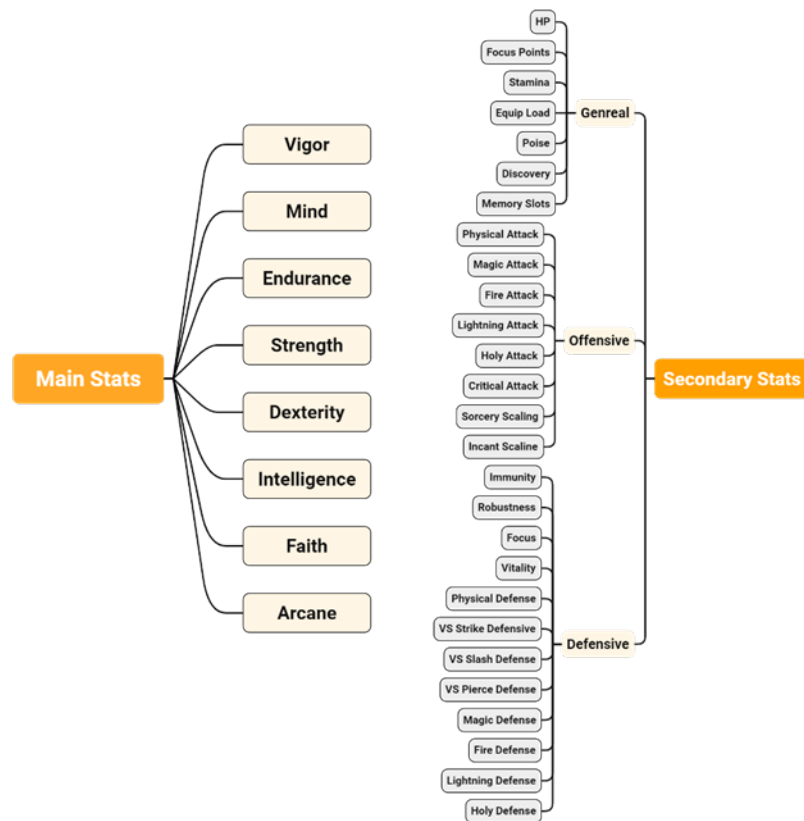 Main Stats
Vigor
Mind
Endurance
Strength
Dexterity
Intelligence
Faith
Arcane
Secondary Stats
Genreal
HP
Focus Points
Stamina
Equip Load
Poise
Discovery
Memory Slots
Offensive
Physical Attack
Magic Attack
Fire Attack
Lightning Attack
Holy Attack
Critical Attack
Sorcery Scaling
Incant Scaline
Defensive
Immunity
Robustness
Focus
Vitality
Physical Defense
VS Strike Defensive
VS Slash Defense
VS Pierce Defense
Magic Defense
Fire Defense
Lightning Defense
Holy Defense